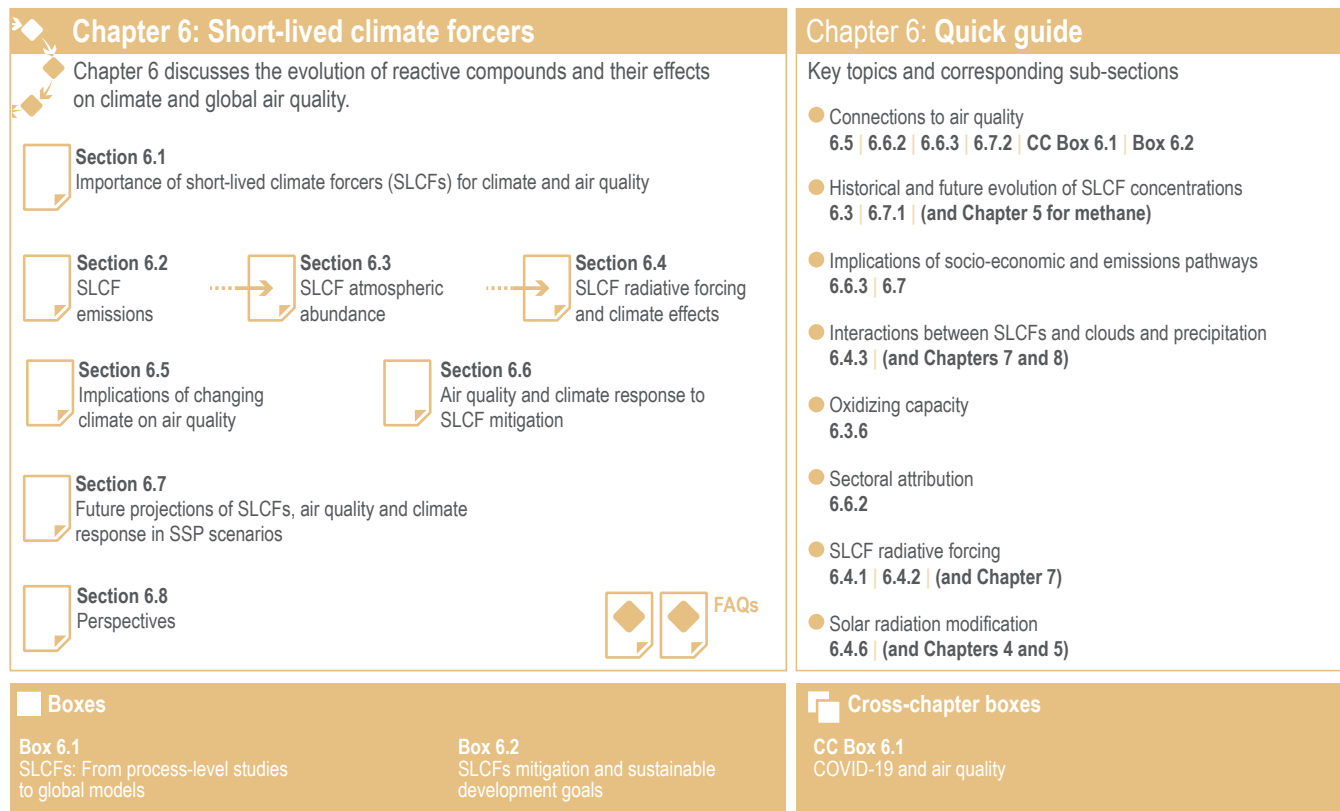 Chapter 6: Short-lived climate forcers
Chapter 6 discusses the evolution of reactive compounds and their effects
on climate and global air quality.
Section 6.1
Importance of short-lived climate forcers (SLCFs) for climate and air quality
Section 6.2
SLCF
emissions
Section 6.3
SLCF atmospheric
abundance
Section 6.4
SLCF radiative forcing
and climate effects
Section 6.5
Implications of changing
climate on air quality
Section 6.6
Air quality and climate response to
SLCF mitigation
Section 6.7
Future projections of SLCFs, air quality and climate
response in SSP scenarios
Section 6.8
Perspectives
FAQs
Chapter 6: Quick guide
Key topics and corresponding sub-sections
Connections to air quality
6.5 | 6.6.2 | 6.6.3 | 6.7.2 | CC Box 6.1 | Box 6.2
Historical and future evolution of SLCF concentrations
6.3 | 6.7.1 | (and Chapter 5 for methane)
Implications of socio-economic and emissions pathways
6.6.3 | 6.7
Interactions between SLCFs and clouds and precipitation
6.4.3 | (and Chapters 7 and 8)
Oxidizing capacity
6.3.6
Sectoral attribution
6.6.2
SLCF radiative forcing
6.4.1 | 6.4.2 | (and Chapter 7)
Solar radiation modification
6.4.6 | (and Chapters 4 and 5)
Boxes
Box 6.1
SLCFs: From process-level studies
to global models
Box 6.2
SLCFs mitigation and sustainable
development goals
Cross-chapter boxes
CC Box 6.1
COVID-19 and air quality